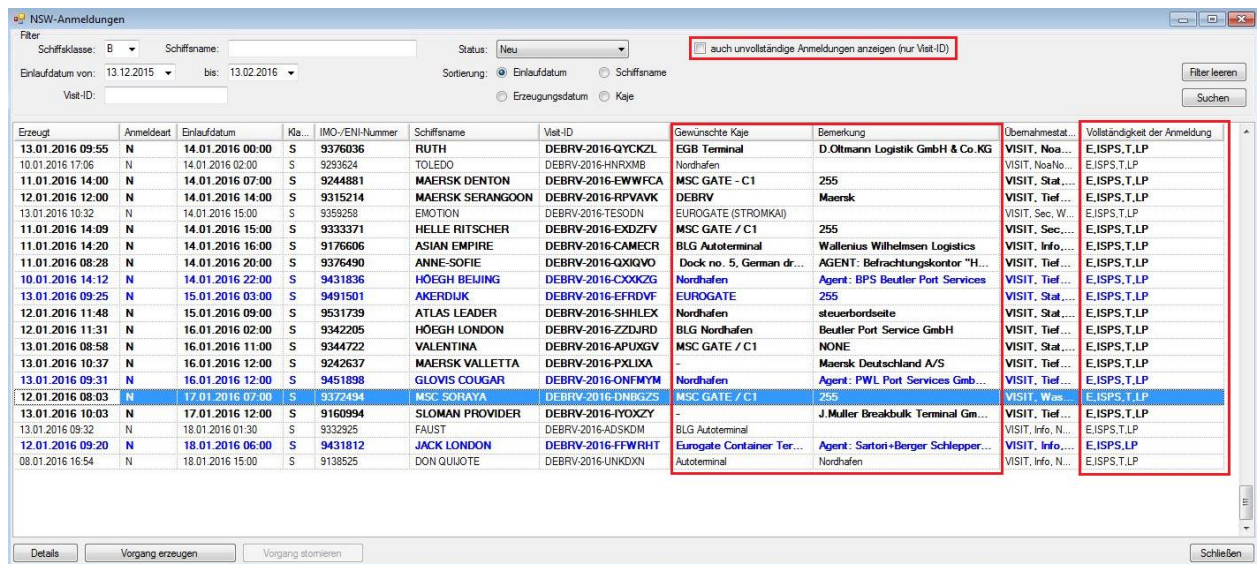 NSW-Anmeldungen
Filter
Schiffsklasse: B Schiffsname: Status: Neu auch unvollständige Anmeldungen anzeigen (nur Visit-ID)
Einlaufdatum von: 13.12.2015 bis: 13.02.2016 Sortierung: Einlaufdatum Schiffsname Filter leeren
Visit-ID: Erzeugungsdatum Kaje Suchen
Erzeugt Anmeldeart Einlaufdatum Kla... IMO-/ENI-Nummer Schiffsname Visit-ID Gewünschte Kaje Bemerkung Übernahmestat... Vollständigkeit der Anmeldung
13.01.2016 09:55 N 14.01.2016 00:00 S 9376036 RUTH DEBRV-2016-QYCKZL EGB Terminal D.Oltmann Logistik GmbH & Co.KG VISIT, Noa... E,ISPS,T,LP
10.01.2016 17:06 N 14.01.2016 02:00 S 9293624 TOLEDO DEBRV-2016-HNRXMB Nordhafen VISIT, NoaNo... E,ISPS,T,LP
11.01.2016 14:00 N 14.01.2016 07:00 S 9244881 MAERSK DENTON DEBRV-2016-EWWFCA MSC GATE - C1 255 VISIT, Stat,... E,ISPS,T,LP
12.01.2016 12:00 N 14.01.2016 14:00 S 9315214 MAERSK SERANGOON DEBRV-2016-RPVAVK DEBRV Maersk VISIT, Tief... E,ISPS,T,LP
13.01.2016 10:32 N 14.01.2016 15:00 S 9359258 EMOTION DEBRV-2016-TESODN EUROGATE (STROMKAI) VISIT, Sec, W... E,ISPS,T,LP
11.01.2016 14:09 N 14.01.2016 15:00 S 9333371 HELLE RITSCHER DEBRV-2016-EXDZFV MSC GATE / C1 255 VISIT, Sec,... E,ISPS,T,LP
11.01.2016 14:20 N 14.01.2016 16:00 S 9176606 ASIAN EMPIRE DEBRV-2016-CAMECR BLG Autoterminal Wallenius Wilhelmsen Logistics VISIT, Info,... E,ISPS,T,LP
11.01.2016 08:28 N 14.01.2016 20:00 S 9376490 ANNE-SOFIE DEBRV-2016-QXIQVO Dock no. 5, German dr... AGENT: Befrachtungskontor "H... VISIT, Tief... E,ISPS,T,LP
10.01.2016 14:12 N 14.01.2016 22:00 S 9431836 HÖEGH BEIJING DEBRV-2016-CXXKZG Nordhafen Agent: BPS Beutler Port Services VISIT, Tief... E,ISPS,T,LP
13.01.2016 09:25 N 15.01.2016 03:00 S 9491501 AKERDIJK DEBRV-2016-EFRDVF EUROGATE 255 VISIT, Stat,... E,ISPS,T,LP
12.01.2016 11:48 N 15.01.2016 09:00 S 9531739 ATLAS LEADER DEBRV-2016-SHHLEX Nordhafen steuerbordseite VISIT, Stat,... E,ISPS,T,LP
12.01.2016 11:31 N 16.01.2016 02:00 S 9342205 HÖEGH LONDON DEBRV-2016-ZZDJRD BLG Nordhafen Beutler Port Service GmbH VISIT, Tief... E,ISPS,T,LP
13.01.2016 08:58 N 16.01.2016 11:00 S 9344722 VALENTINA DEBRV-2016-APUXGV MSC GATE / C1 NONE VISIT, Stat,... E,ISPS,T,LP
13.01.2016 10:37 N 16.01.2016 12:00 S 9242637 MAERSK VALLETTA DEBRV-2016-PXLIXA - Maersk Deutschland A/S VISIT, Tief... E,ISPS,T,LP
13.01.2016 09:31 N 16.01.2016 12:00 S 9451898 GLOVIS COUGAR DEBRV-2016-ONFMYM Nordhafen Agent: PWL Port Services Gmb... VISIT, Tief... E,ISPS,T,LP
12.01.2016 08:03 N 17.01.2016 07:00 S 9372494 MSC SORAYA DEBRV-2016-DNBGZS MSC GATE / C1 255 VISIT, Was... E,ISPS,T,LP
13.01.2016 10:03 N 17.01.2016 12:00 S 9160994 SLOMAN PROVIDER DEBRV-2016-IYOXZY - J.Muller Breakbulk Terminal Gm... VISIT, Tief... E,ISPS,T,LP
13.01.2016 09:32 N 18.01.2016 01:30 S 9332925 FAUST DEBRV-2016-ADSKDM BLG Autoterminal VISIT, Info, N... E,ISPS,T,LP
12.01.2016 09:20 N 18.01.2016 06:00 S 9431812 JACK LONDON DEBRV-2016-FFWRHT Eurogate Container Ter... Agent: Sartori+Berger Schlepper... VISIT, Info,... E,ISPS,LP
08.01.2016 16:54 N 18.01.2016 15:00 S 9138525 DON QUIJOTE DEBRV-2016-UNKDXN Autoterminal Nordhafen VISIT, Info, N... E,ISPS,T,LP
Details Vorgang erzeugen Vorgang stornieren Schließen